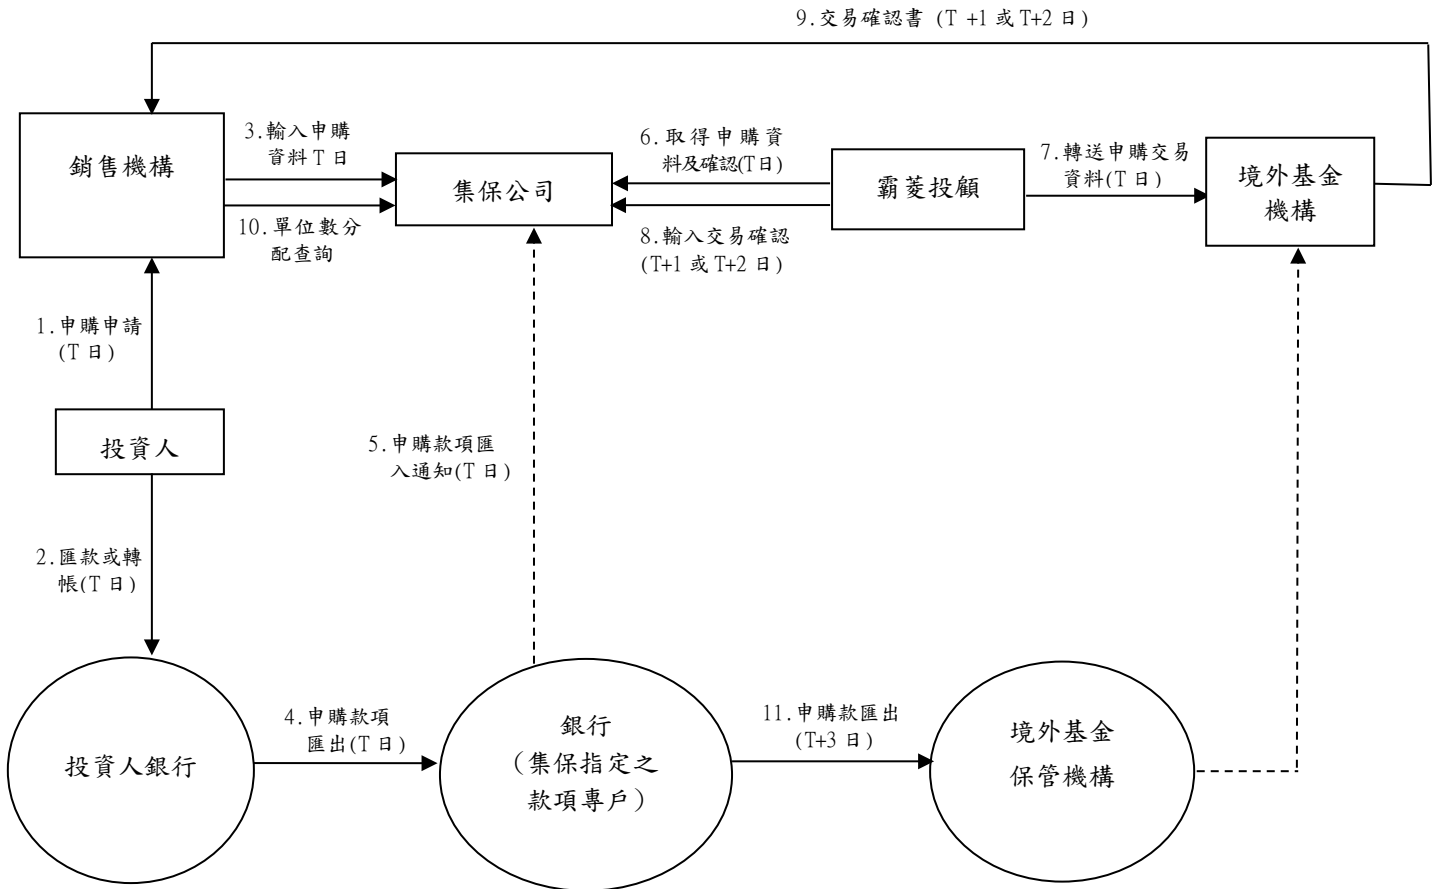 9.交易確認書 (T +1 或 T+2 日)
銷售機構
3.輸入申購
資料 T 日
10.單位數分
配查詢
集保公司
6.取得申購資
料及確認(T日)
8.輸入交易確認
(T+1 或 T+2 日)
霸菱投顧
7.轉送申購交易
資料(T 日)
境外基金
機構
1.申購申請
(T 日)
投資人
5.申購款項匯
入通知(T 日)
2.匯款或轉
帳(T 日)
投資人銀行
4.申購款項
匯出(T 日)
銀行
（集保指定之
款項專戶）
11.申購款匯出
(T+3 日)
境外基金
保管機構